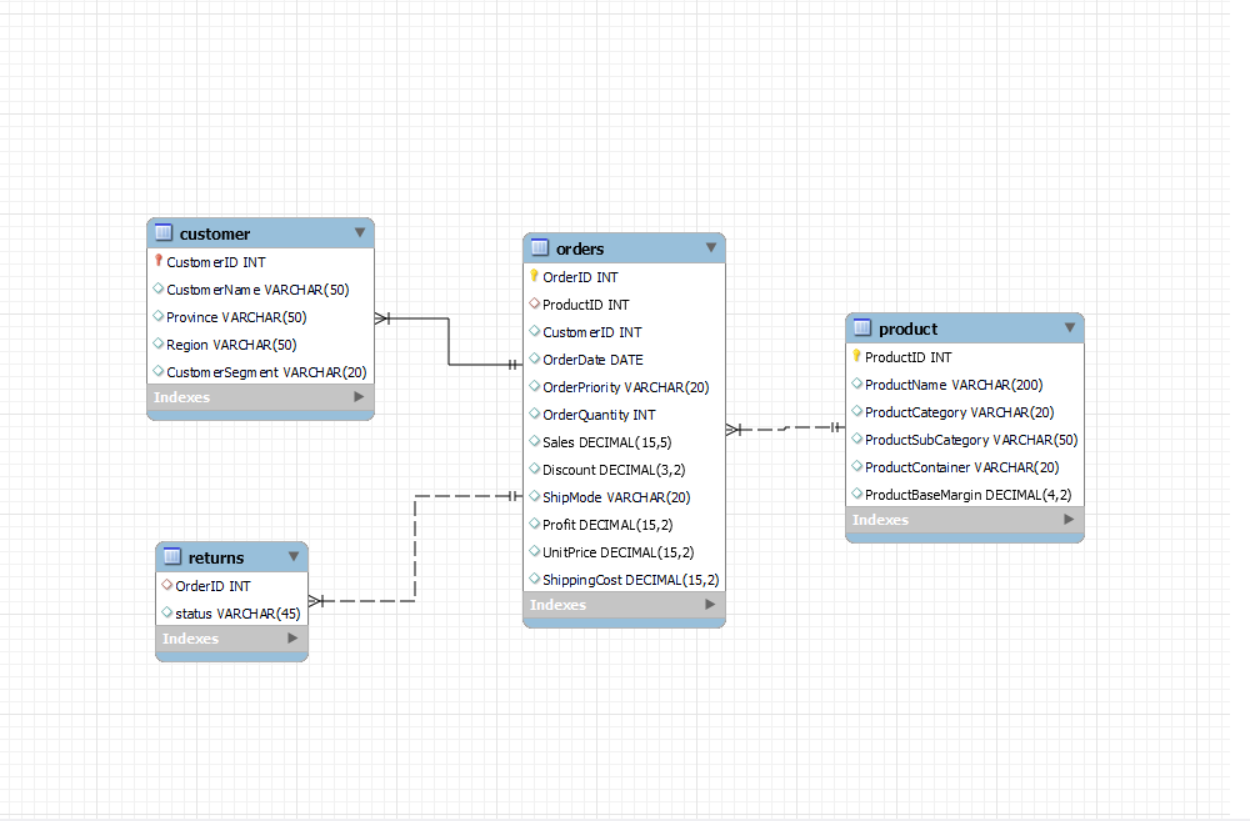 customer
CustomerID INT
CustomerName VARCHAR(50)
Province VARCHAR(50)
Region VARCHAR(50)
CustomerSegment VARCHAR(20)
Indexes
orders
OrderID INT
ProductID INT
CustomerID INT
OrderDate DATE
OrderPriority VARCHAR(20)
OrderQuantity INT
Sales DECIMAL(15,5)
Discount DECIMAL(3,2)
ShipMode VARCHAR(20)
Profit DECIMAL(15,2)
UnitPrice DECIMAL(15,2)
ShippingCost DECIMAL(15,2)
Indexes
product
ProductID INT
ProductName VARCHAR(200)
ProductCategory VARCHAR(20)
ProductSubCategory VARCHAR(50)
ProductContainer VARCHAR(20)
ProductBaseMargin DECIMAL(4,2)
Indexes
returns
OrderID INT
status VARCHAR(45)
Indexes